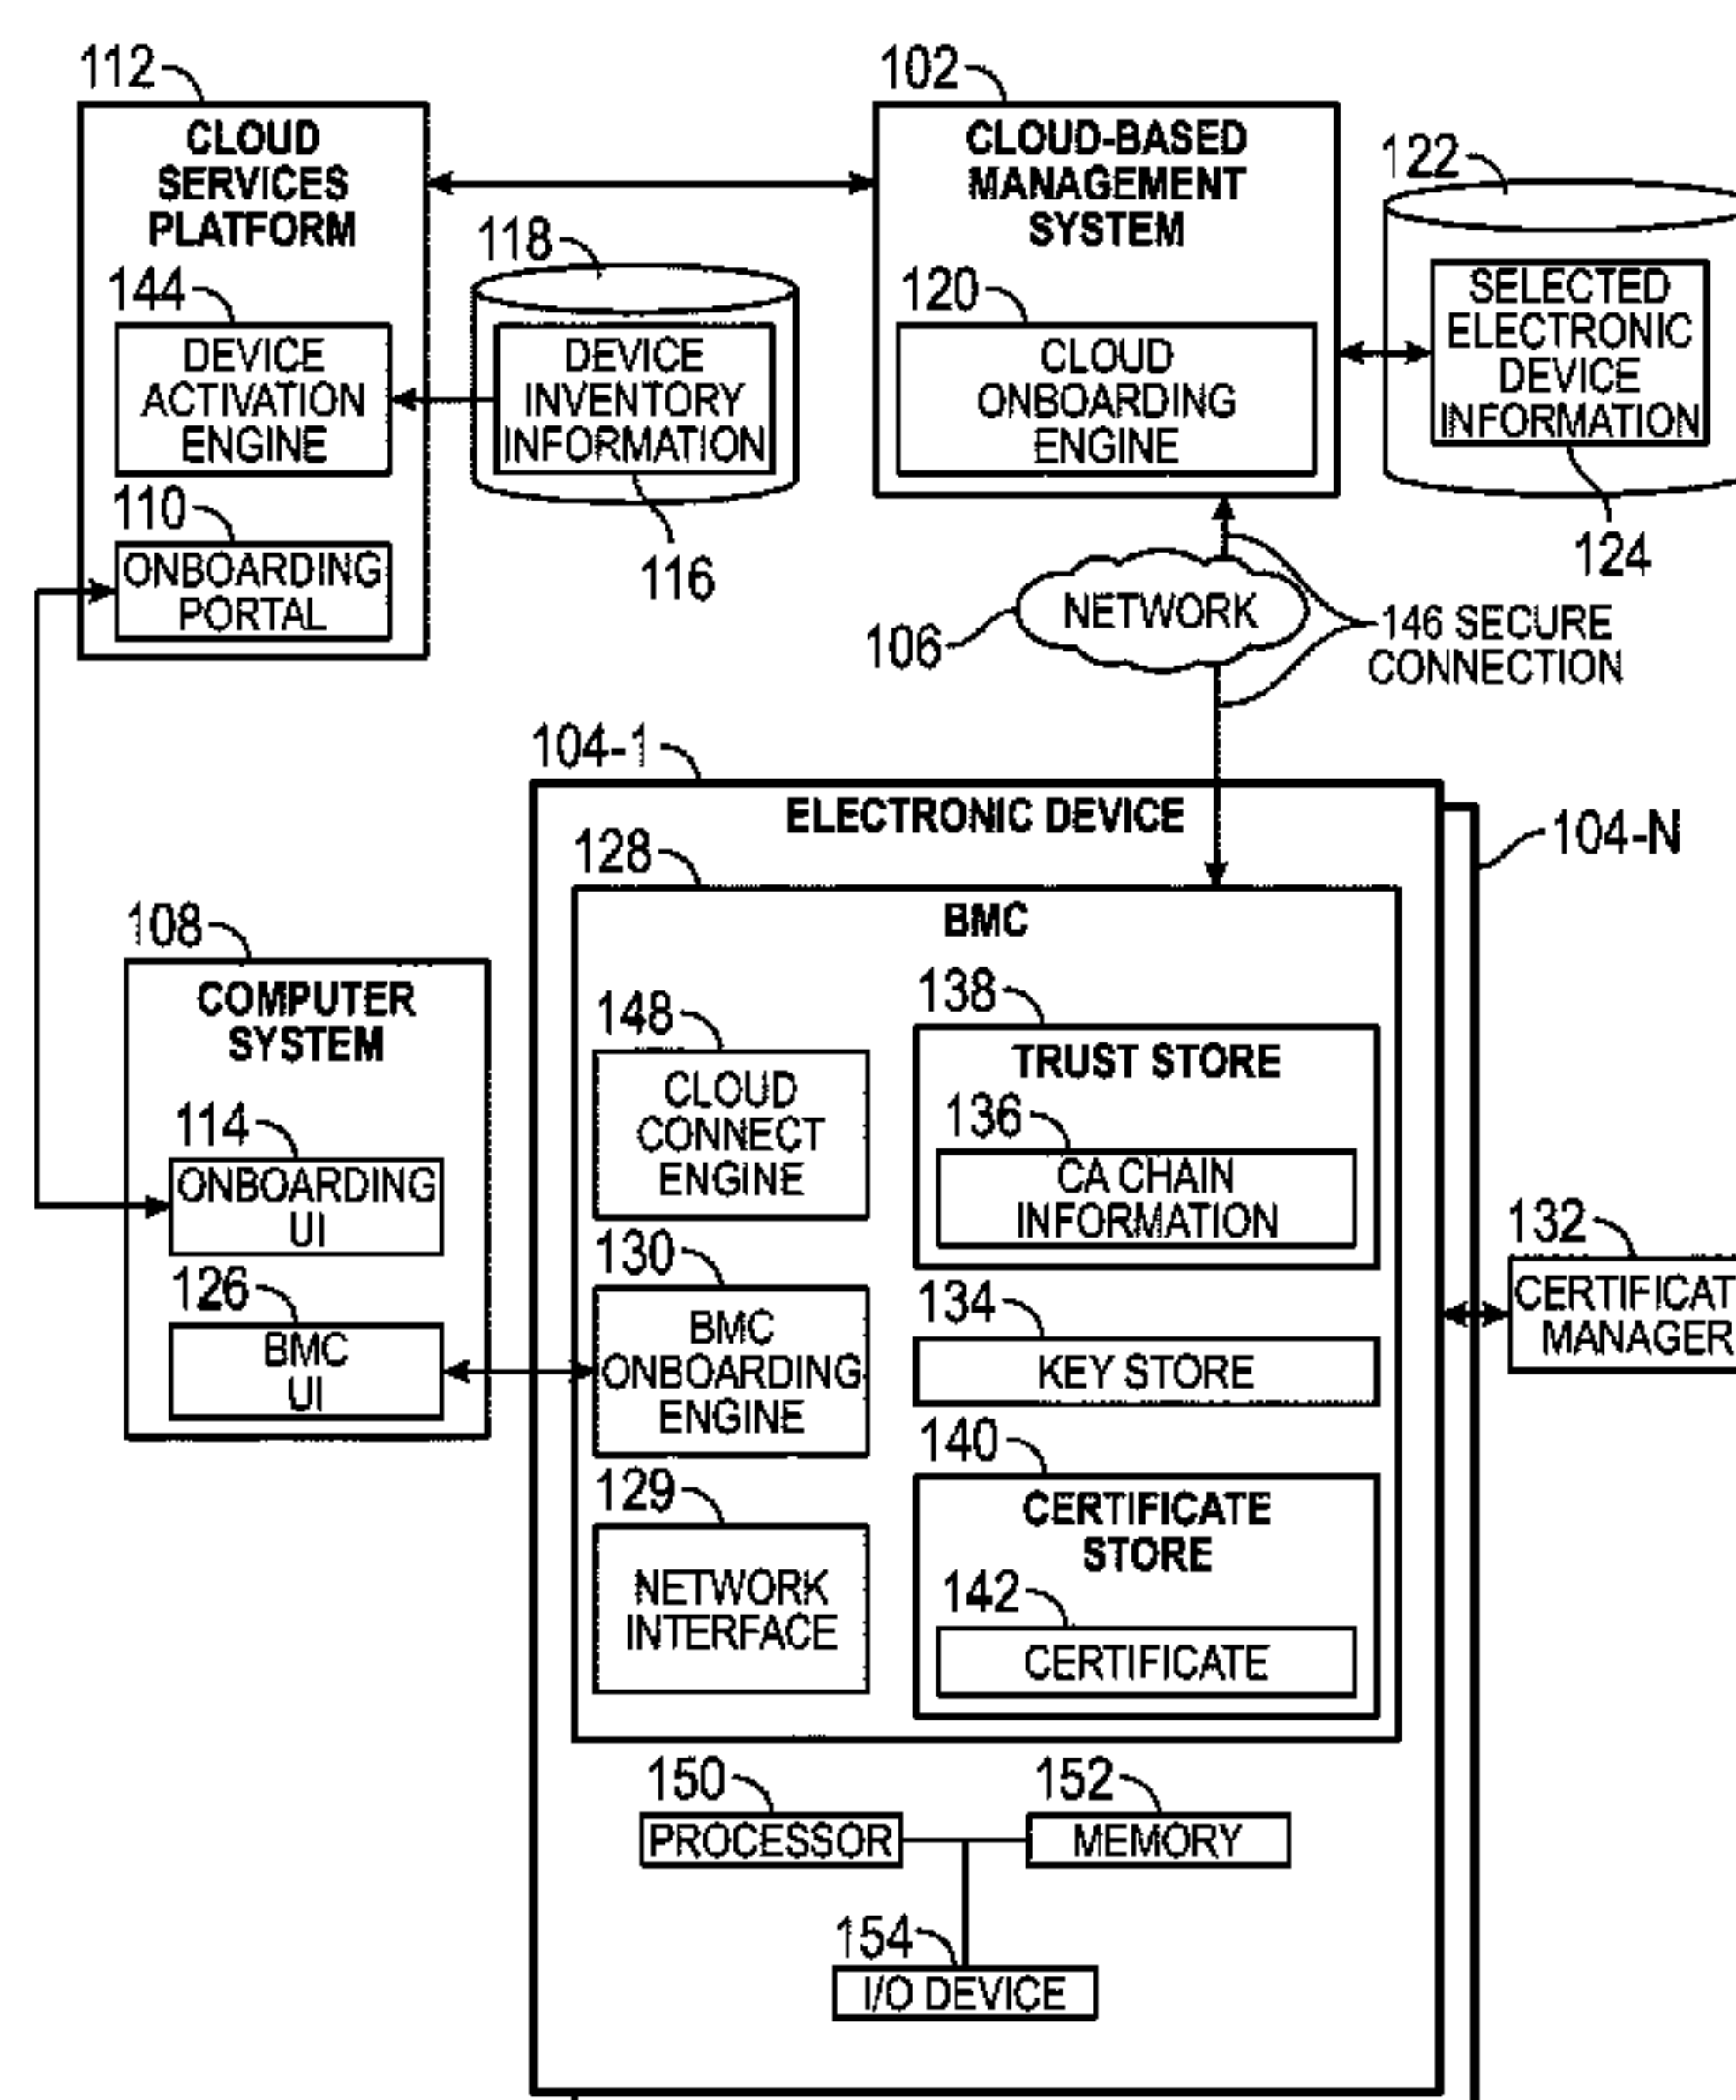 112
CLOUD
SERVICES
PLATFORM
144
DEVICE
ACTIVATION
ENGINE
110
ONBOARDING
PORTAL
118
DEVICE
INVENTORY
INFORMATION
116
102
CLOUD-BASED
MANAGEMENT
SYSTEM
120
CLOUD
ONBOARDING
ENGINE
122
SELECTED
ELECTRONIC
DEVICE
INFORMATION
124
NETWORK
106
146 SECURE
CONNECTION
104-1
ELECTRONIC DEVICE
104-N
128
BMC
108
COMPUTER
SYSTEM
114
ONBOARDING
UI
126
BMC
UI
148
CLOUD
CONNECT
ENGINE
130
BMC
ONBOARDING
ENGINE
129
NETWORK
INTERFACE
138
TRUST STORE
136
CA CHAIN
INFORMATION
134
KEY STORE
140
CERTIFICATE
STORE
142
CERTIFICATE
132
CERTIFICAT
MANAGER
150
PROCESSOR
152
MEMORY
154
I/O DEVICE